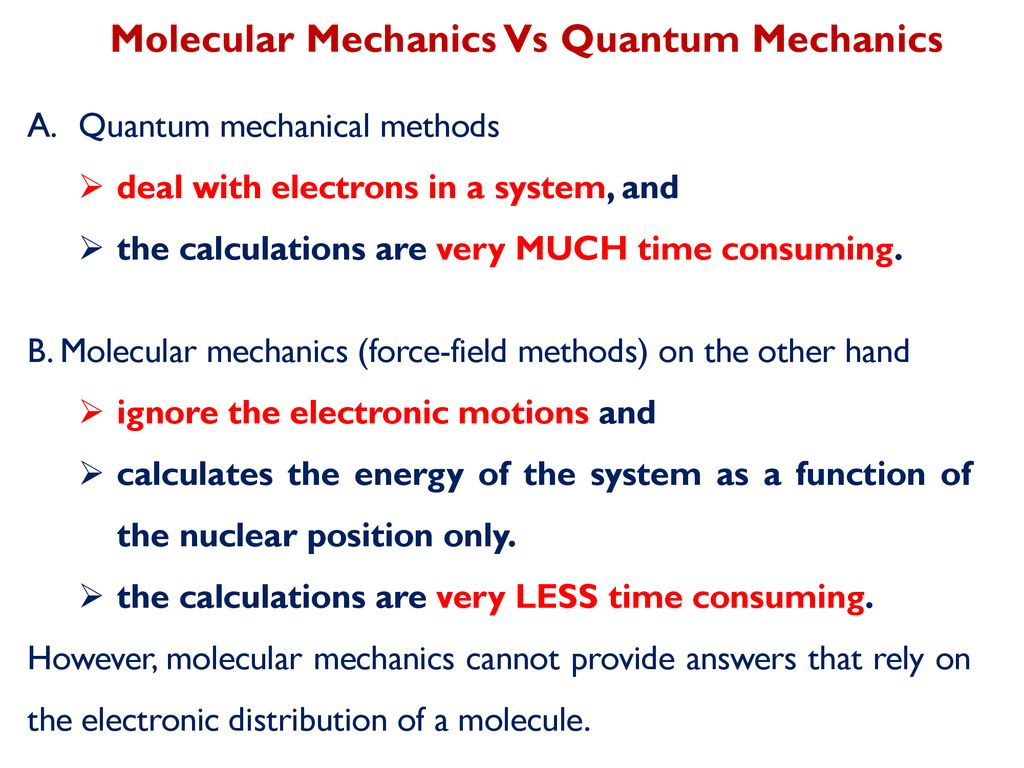 Molecular Mechanics Vs Quantum Mechanics
A. Quantum mechanical methods
➢ deal with electrons in a system, and
➢ the calculations are very MUCH time consuming.
B. Molecular mechanics (force-field methods) on the other hand
➢ ignore the electronic motions and
➢ calculates the energy of the system as a function of
the nuclear position only.
➢ the calculations are very LESS time consuming.
However, molecular mechanics cannot provide answers that rely on
the electronic distribution of a molecule.